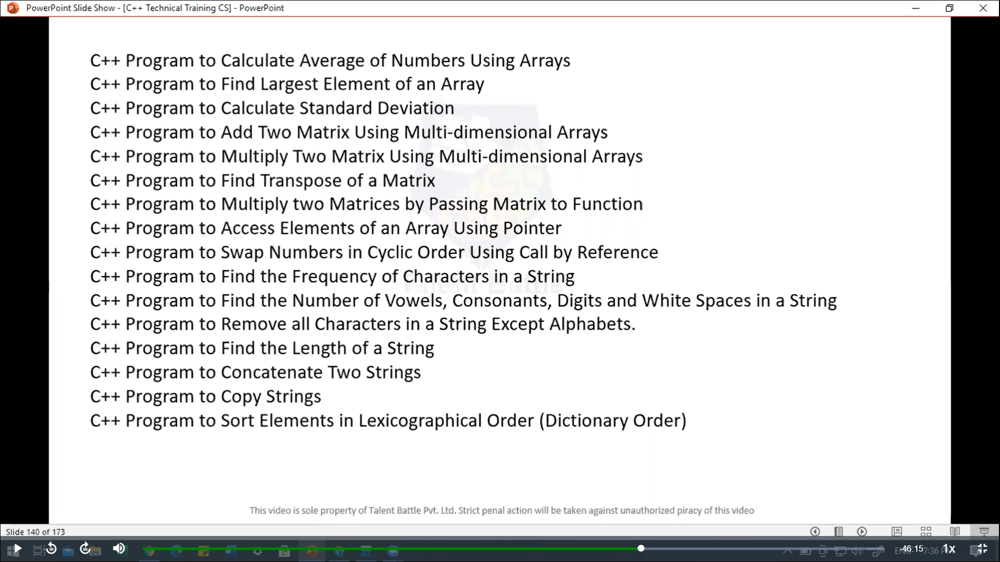 PowerPoint Slide Show - [C++ Technical Training CS] - PowerPoint
C++ Program to Calculate Average of Numbers Using Arrays
C++ Program to Find Largest Element of an Array
C++ Program to Calculate Standard Deviation
C++ Program to Add Two Matrix Using Multi-dimensional Arrays
C++ Program to Multiply Two Matrix Using Multi-dimensional Arrays
C++ Program to Find Transpose of a Matrix
C++ Program to Multiply two Matrices by Passing Matrix to Function
C++ Program to Access Elements of an Array Using Pointer
C++ Program to Swap Numbers in Cyclic Order Using Call by Reference
C++ Program to Find the Frequency of Characters in a String
C++ Program to Find the Number of Vowels, Consonants, Digits and White Spaces in a String
C++ Program to Remove all Characters in a String Except Alphabets.
C++ Program to Find the Length of a String
C++ Program to Concatenate Two Strings
C++ Program to Copy Strings
C++ Program to Sort Elements in Lexicographical Order (Dictionary Order)
Talent Battle
This video is sole property of Talent Battle Pvt. Ltd. Strict penal action will be taken against unauthorized piracy of this video
Slide 140 of 173
10 30 -46:15 1x